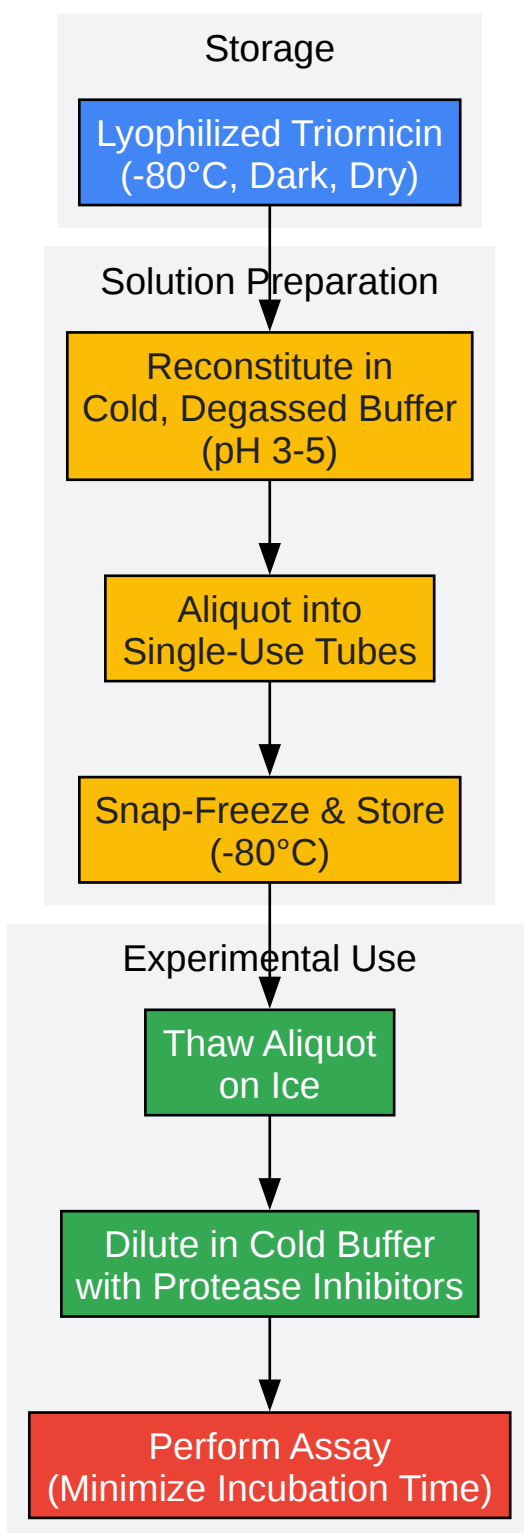 Storage
Lyophilized Triornicin
(-80°C, Dark, Dry)
Solution Preparation
Reconstitute in
Cold, Degassed Buffer
(pH 3-5)
Aliquot into
Single-Use Tubes
Snap-Freeze & Store
(-80°C)
Experimental Use
Thaw Aliquot
on Ice
Dilute in Cold Buffer
with Protease Inhibitors
Perform Assay
(Minimize Incubation Time)